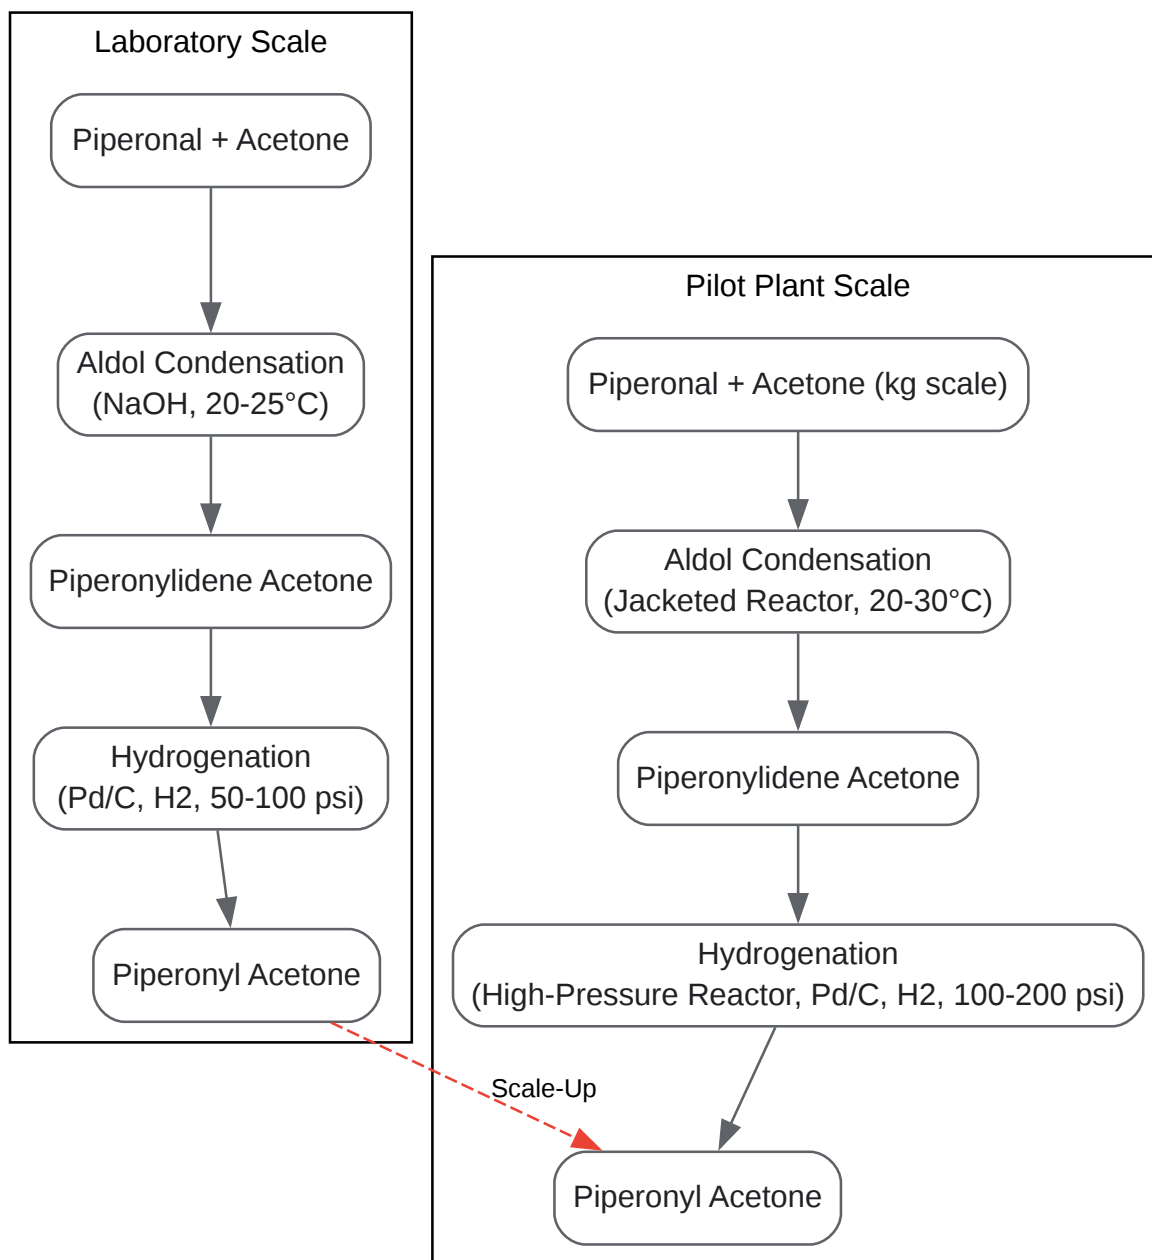 Laboratory Scale
Piperonal + Acetone
Aldol Condensation
(NaOH, 20-25°C)
Piperonylidene Acetone
Hydrogenation
(Pd/C, H2, 50-100 psi)
Piperonyl Acetone
Scale-Up
Pilot Plant Scale
Piperonal + Acetone (kg scale)
Aldol Condensation
(Jacketed Reactor, 20-30°C)
Piperonylidene Acetone
Hydrogenation
(High-Pressure Reactor, Pd/C, H2, 100-200 psi)
Piperonyl Acetone